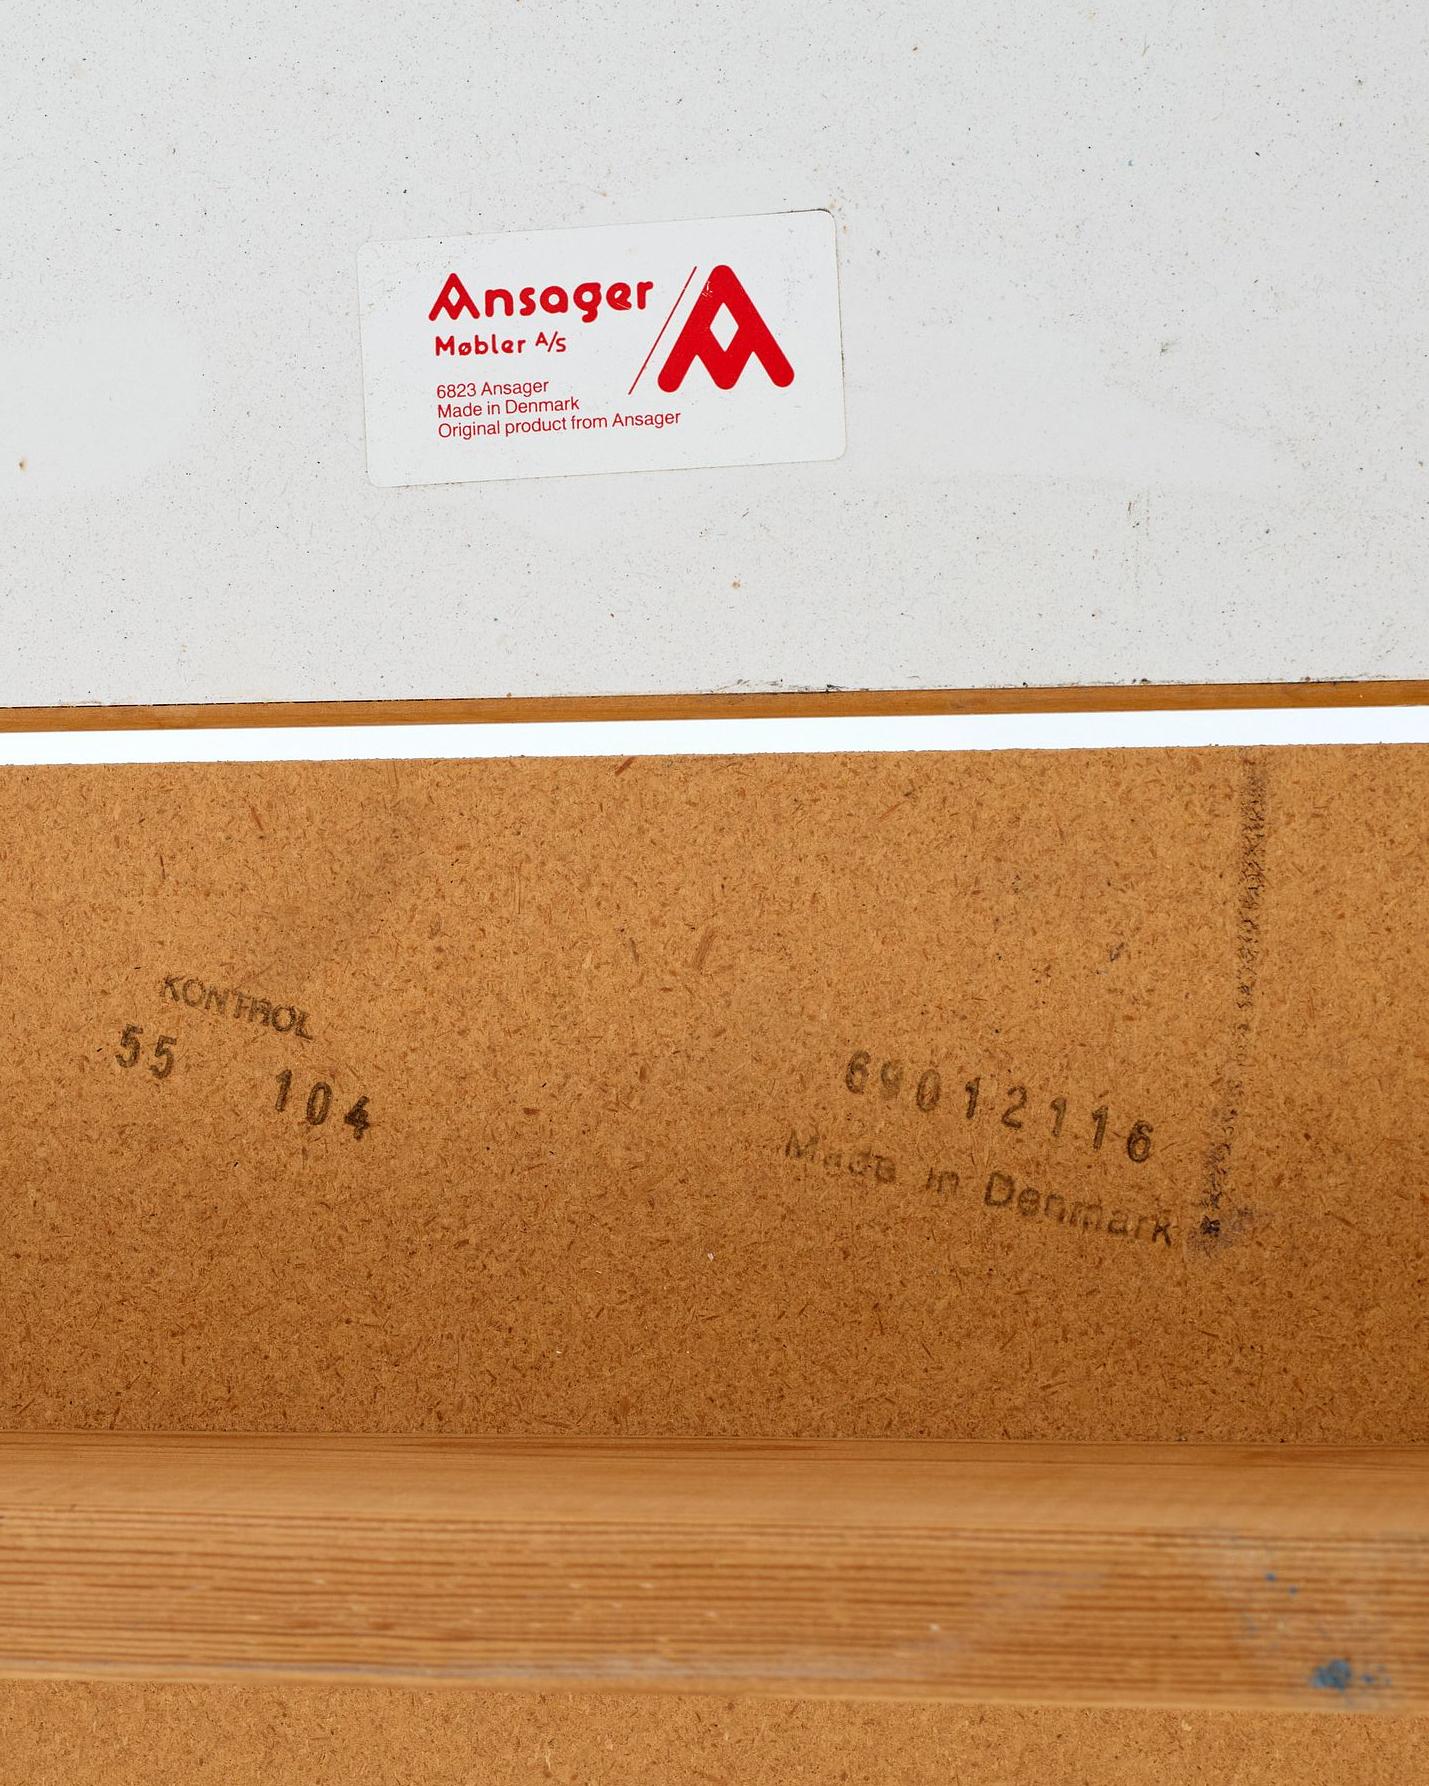 Ansager
Møbler A/s
6823 Ansager
Made in Denmark
Original product from Ansager
KONTROL
55 104
69012116
Made in Denmark